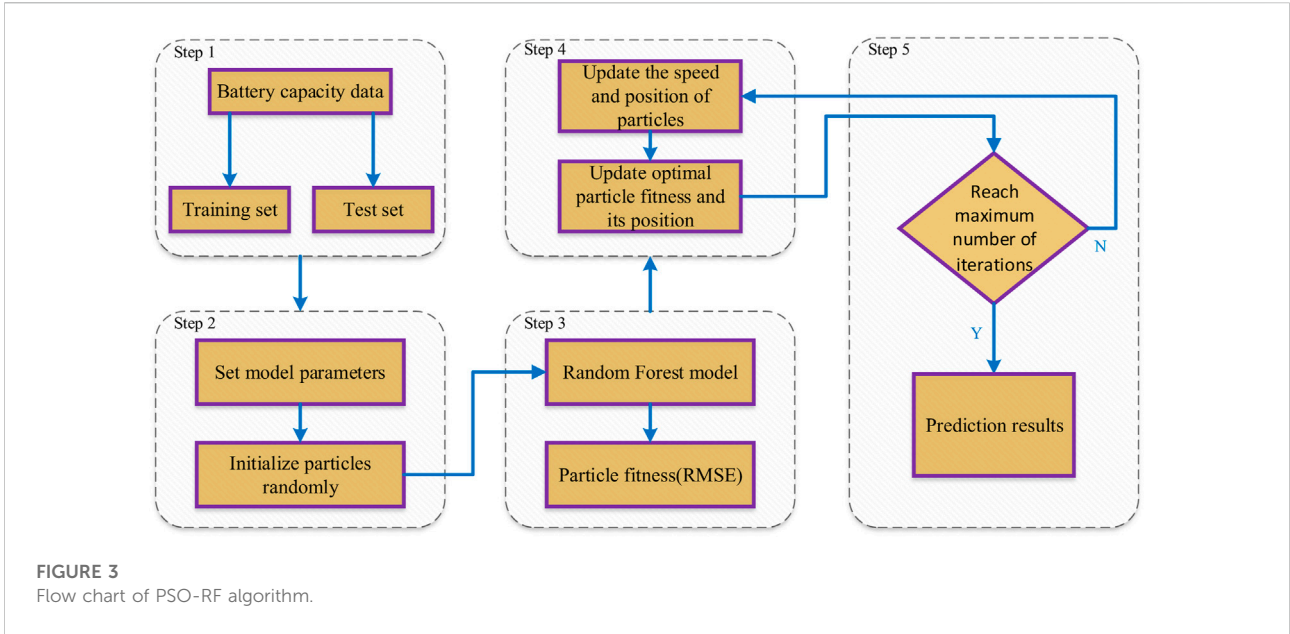 Step 1
Battery capacity data
Training set
Test set
Step 2
Set model parameters
Initialize particles
randomly
Step 3
Random Forest model
Particle fitness(RMSE)
Step 4
Update the speed
and position of
particles
Update optimal
particle fitness and
its position
Step 5
Reach
maximum
number of
iterations
N
Y
Prediction results
FIGURE 3
Flow chart of PSO-RF algorithm.